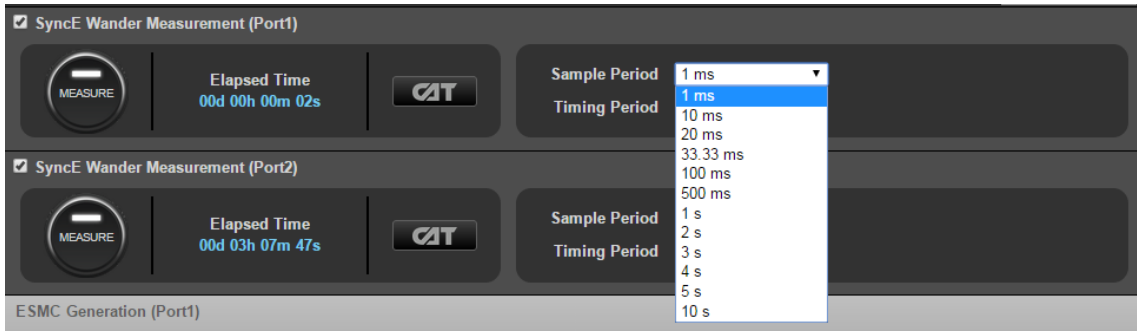 SyncE Wander Measurement (Port1)
MEASURE
Elapsed Time
00d 00h 00m 02s
CAT
Sample Period 1 ms
Timing Period
1 ms
10 ms
20 ms
33.33 ms
100 ms
500 ms
1 s
2 s
3 s
4 s
5 s
10 s
SyncE Wander Measurement (Port2)
MEASURE
Elapsed Time
00d 03h 07m 47s
CAT
Sample Period
Timing Period
ESMC Generation (Port1)